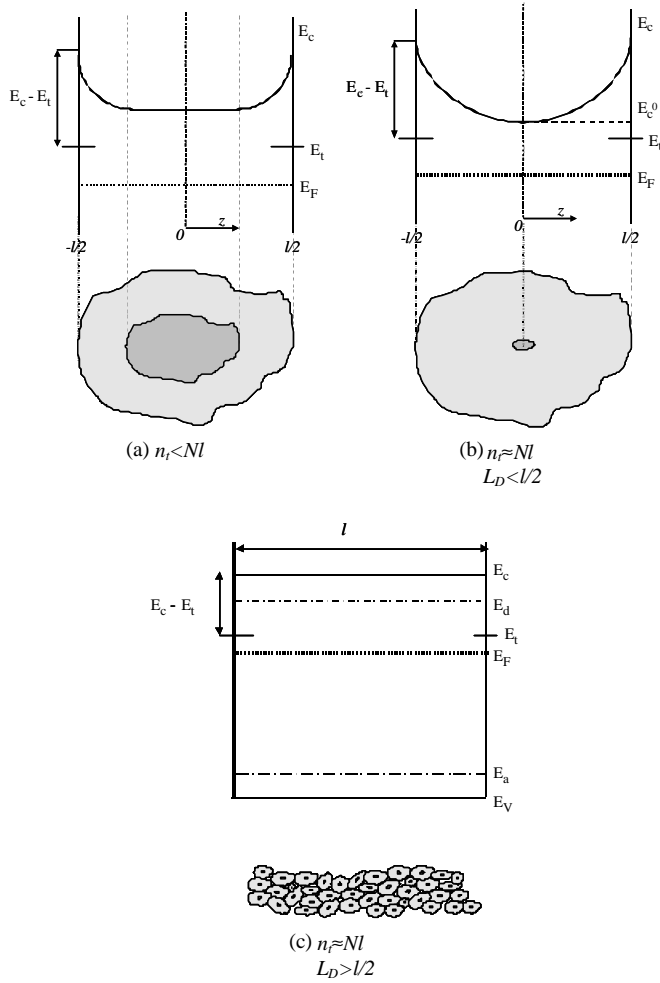 E_c
E_c - E_t
E_t
E_F
z
0
-l/2
l/2
(a) n_t<Nl
E_c
E_c - E_t
E_c^0
E_t
E_F
z
0
-l/2
l/2
(b) n_t≈Nl
L_D<l/2
l
E_c
E_c - E_t
E_d
E_t
E_F
E_a
E_V
(c) n_t≈Nl
L_D>l/2